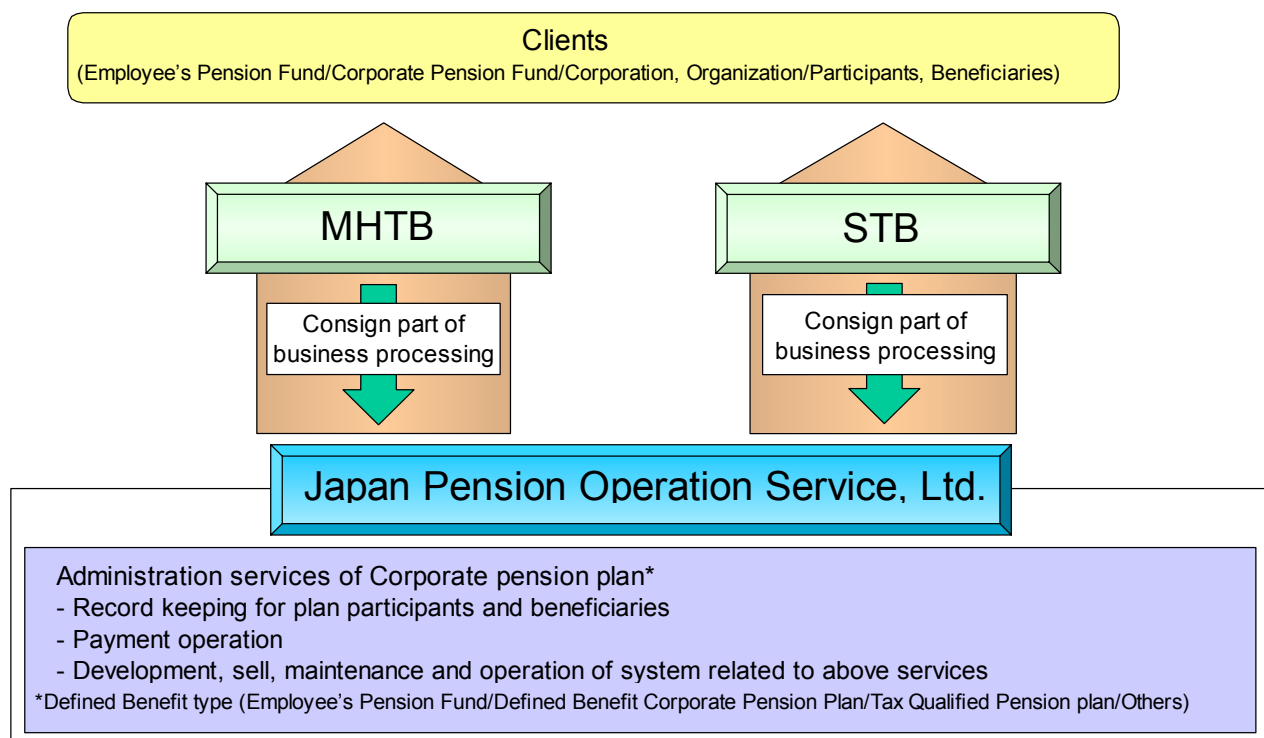 Clients
(Employee's Pension Fund/Corporate Pension Fund/Corporation, Organization/Participants, Beneficiaries)
MHTB
STB
Consign part of
business processing
Consign part of
business processing
Japan Pension Operation Service, Ltd.
Administration services of Corporate pension plan*
- Record keeping for plan participants and beneficiaries
- Payment operation
- Development, sell, maintenance and operation of system related to above services
*Defined Benefit type (Employee's Pension Fund/Defined Benefit Corporate Pension Plan/Tax Qualified Pension plan/Others)